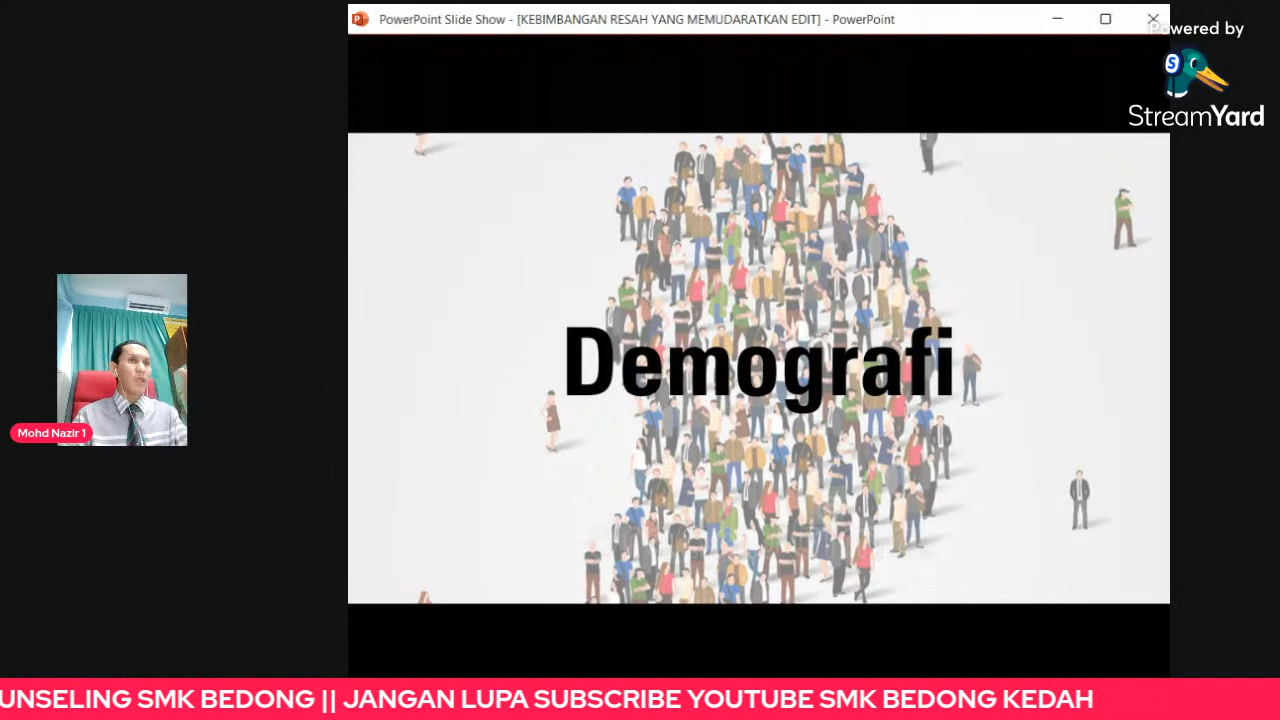 PowerPoint Slide Show - [KEBIMBANGAN RESAH YANG MEMUDARATKAN EDIT] - PowerPoint
Powered by
S
StreamYard
Demografi
Mohd Nazir 1
UNSELING SMK BEDONG || JANGAN LUPA SUBSCRIBE YOUTUBE SMK BEDONG KEDAH